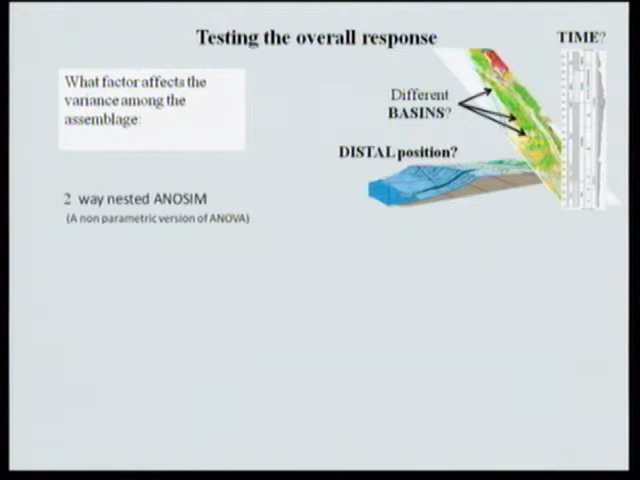 Testing the overall response
TIME?
What factor affects the
variance among the
assemblage:
Different
BASINS?
DISTAL position?
2 way nested ANOSIM
(A non parametric version of ANOVA)